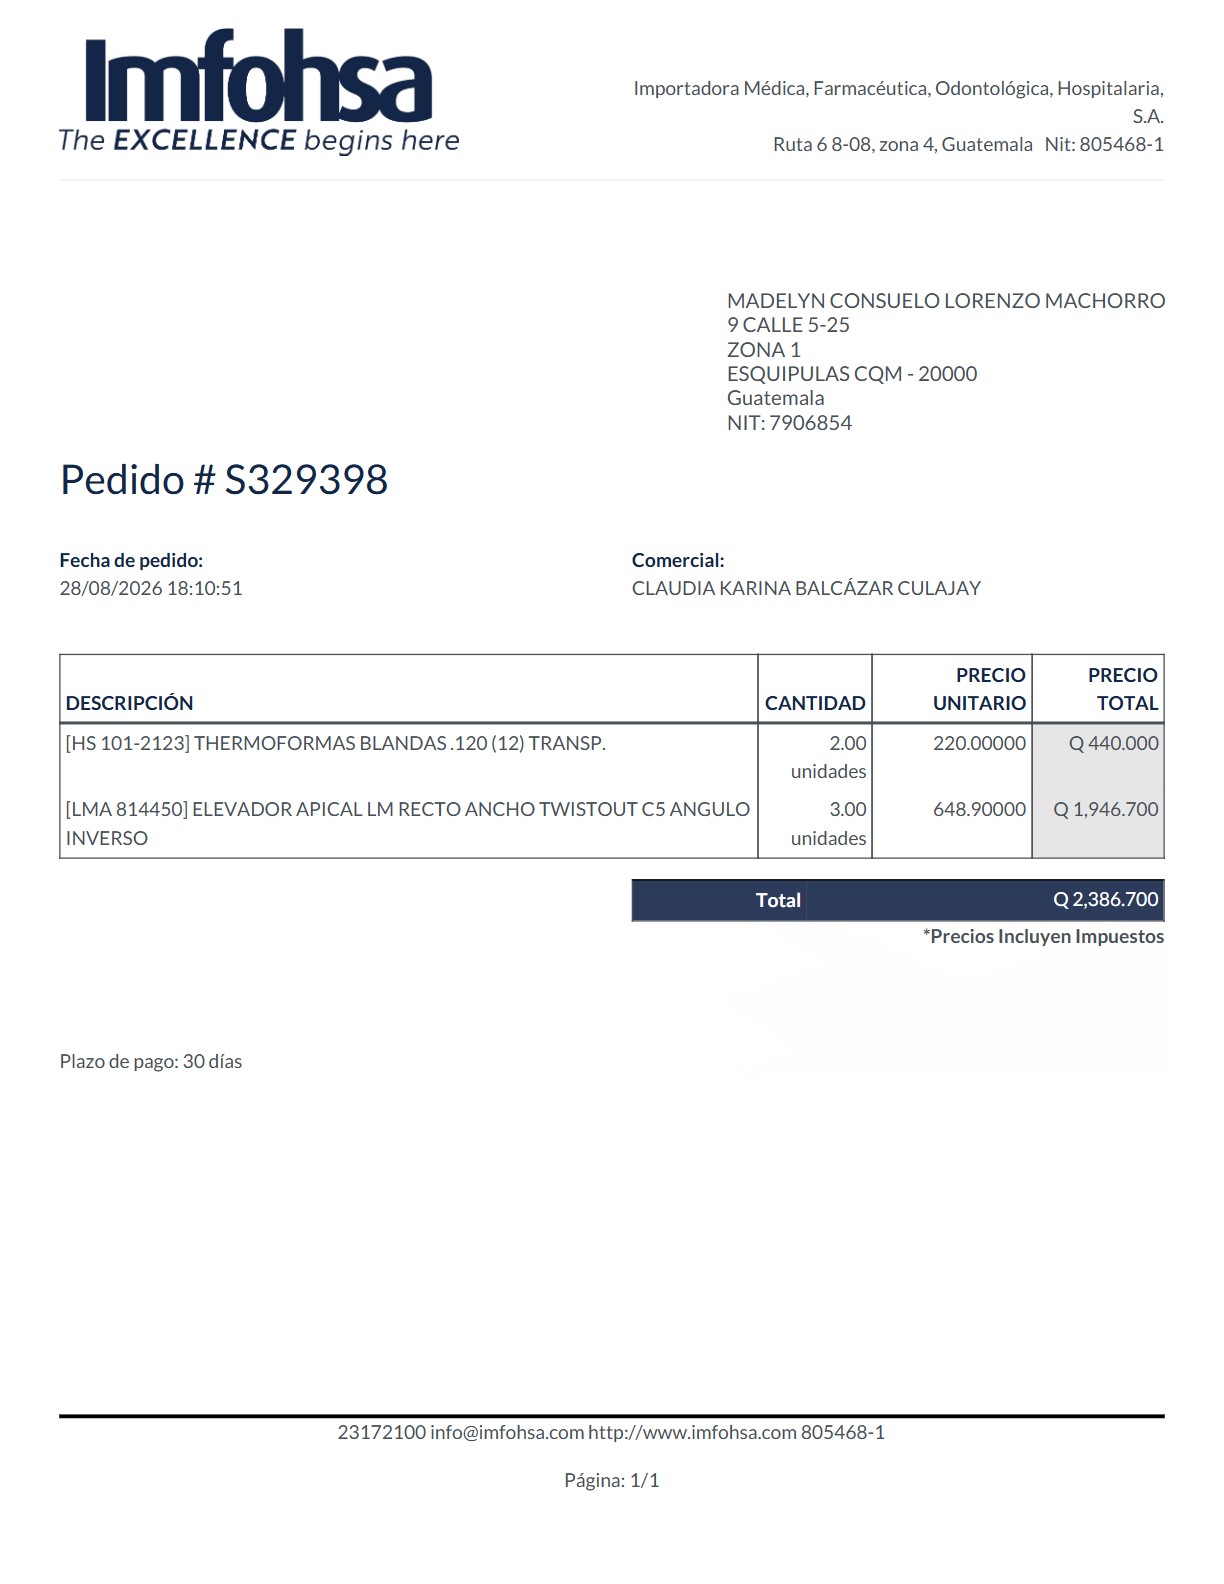 Imfohsa
The EXCELLENCE begins here
Importadora Médica, Farmacéutica, Odontológica, Hospitalaria,
S.A.
Ruta 6 8-08, zona 4, Guatemala Nit: 805468-1
MADELYN CONSUELO LORENZO MACHORRO
9 CALLE 5-25
ZONA 1
ESQUIPULAS CQM - 20000
Guatemala
NIT: 7906854
Pedido # S329398
Fecha de pedido:
28/08/2026 18:10:51
Comercial:
CLAUDIA KARINA BALCÁZAR CULAJAY
DESCRIPCIÓN CANTIDAD PRECIO UNITARIO PRECIO TOTAL
[HS 101-2123] THERMOFORMAS BLANDAS .120 (12) TRANSP. 2.00 unidades 220.00000 Q 440.000
[LMA 814450] ELEVADOR APICAL LM RECTO ANCHO TWISTOUT C5 ANGULO INVERSO 3.00 unidades 648.90000 Q 1,946.700
Total Q 2,386.700
*Precios Incluyen Impuestos
Plazo de pago: 30 días
23172100 info@imfohsa.com http://www.imfohsa.com 805468-1
Página: 1/1